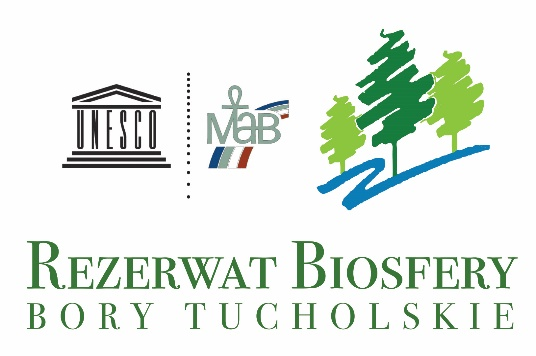 UNESCO
MaB
REZERWAT BIOSFERY
BORY TUCHOLSKIE